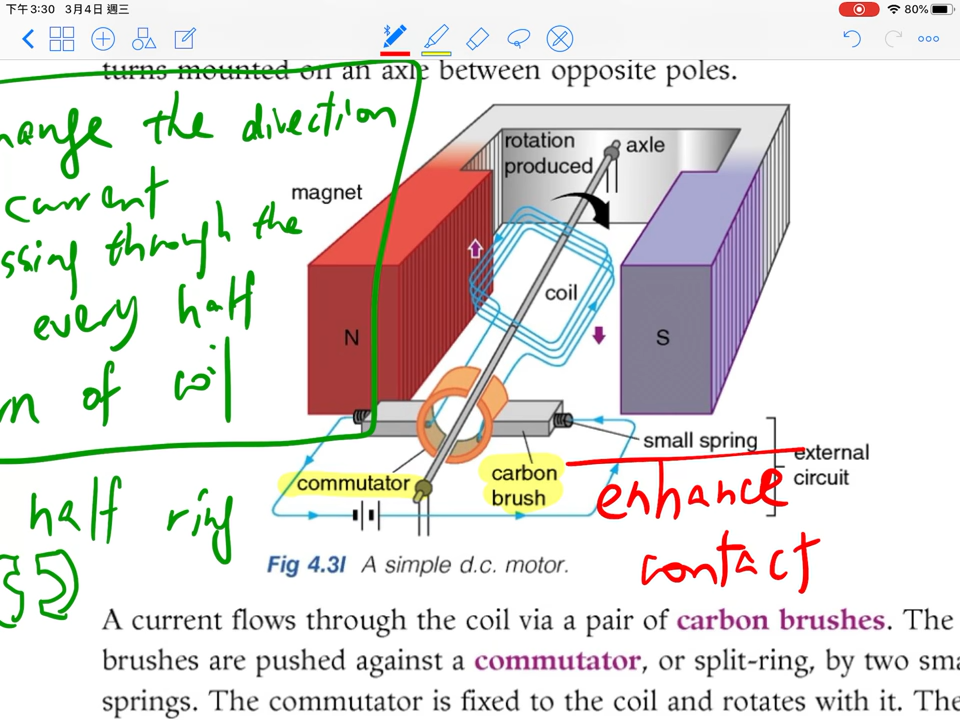 下午3:30 3月4日 週三
80%
turns mounted on an axle between opposite poles.
hange the direction
current
ssing through the
every half
rn of coil
half ring
magnet
rotation
produced
axle
coil
N
S
small spring
external
circuit
commutator
carbon
brush
enhance
contact
Fig 4.3l A simple d.c. motor.
A current flows through the coil via a pair of carbon brushes. The
brushes are pushed against a commutator, or split-ring, by two sma
springs. The commutator is fixed to the coil and rotates with it. The